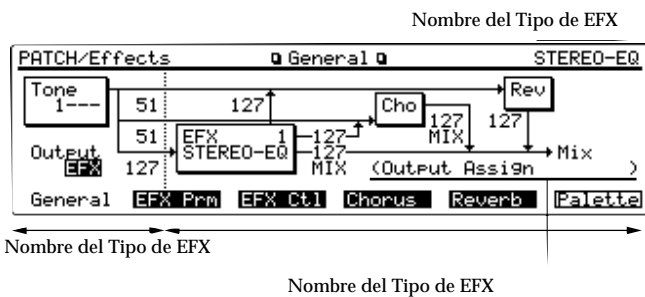 Nombre del Tipo de EFX
PATCH/Effects General STEREO-EQ
Tone
1---
Rev
51 127
Cho
127
MIX
127
51
EFX 1
STEREO-EQ
127
127
MIX
Output
EFX
127
Mix
(Output Assign )
General EFX Prm EFX Ctl Chorus Reverb Palette
Nombre del Tipo de EFX
Nombre del Tipo de EFX